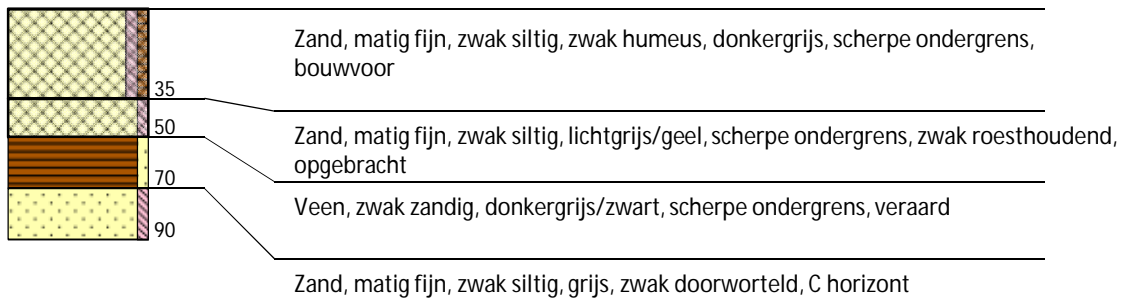 Zand, matig fijn, zwak siltig, zwak humeus, donkergrijs, scherpe ondergrens,
bouwvoor
35
50
Zand, matig fijn, zwak siltig, lichtgrijs/geel, scherpe ondergrens, zwak roesthoudend,
opgebracht
70
Veen, zwak zandig, donkergrijs/zwart, scherpe ondergrens, veraard
90
Zand, matig fijn, zwak siltig, grijs, zwak doorworteld, C horizont